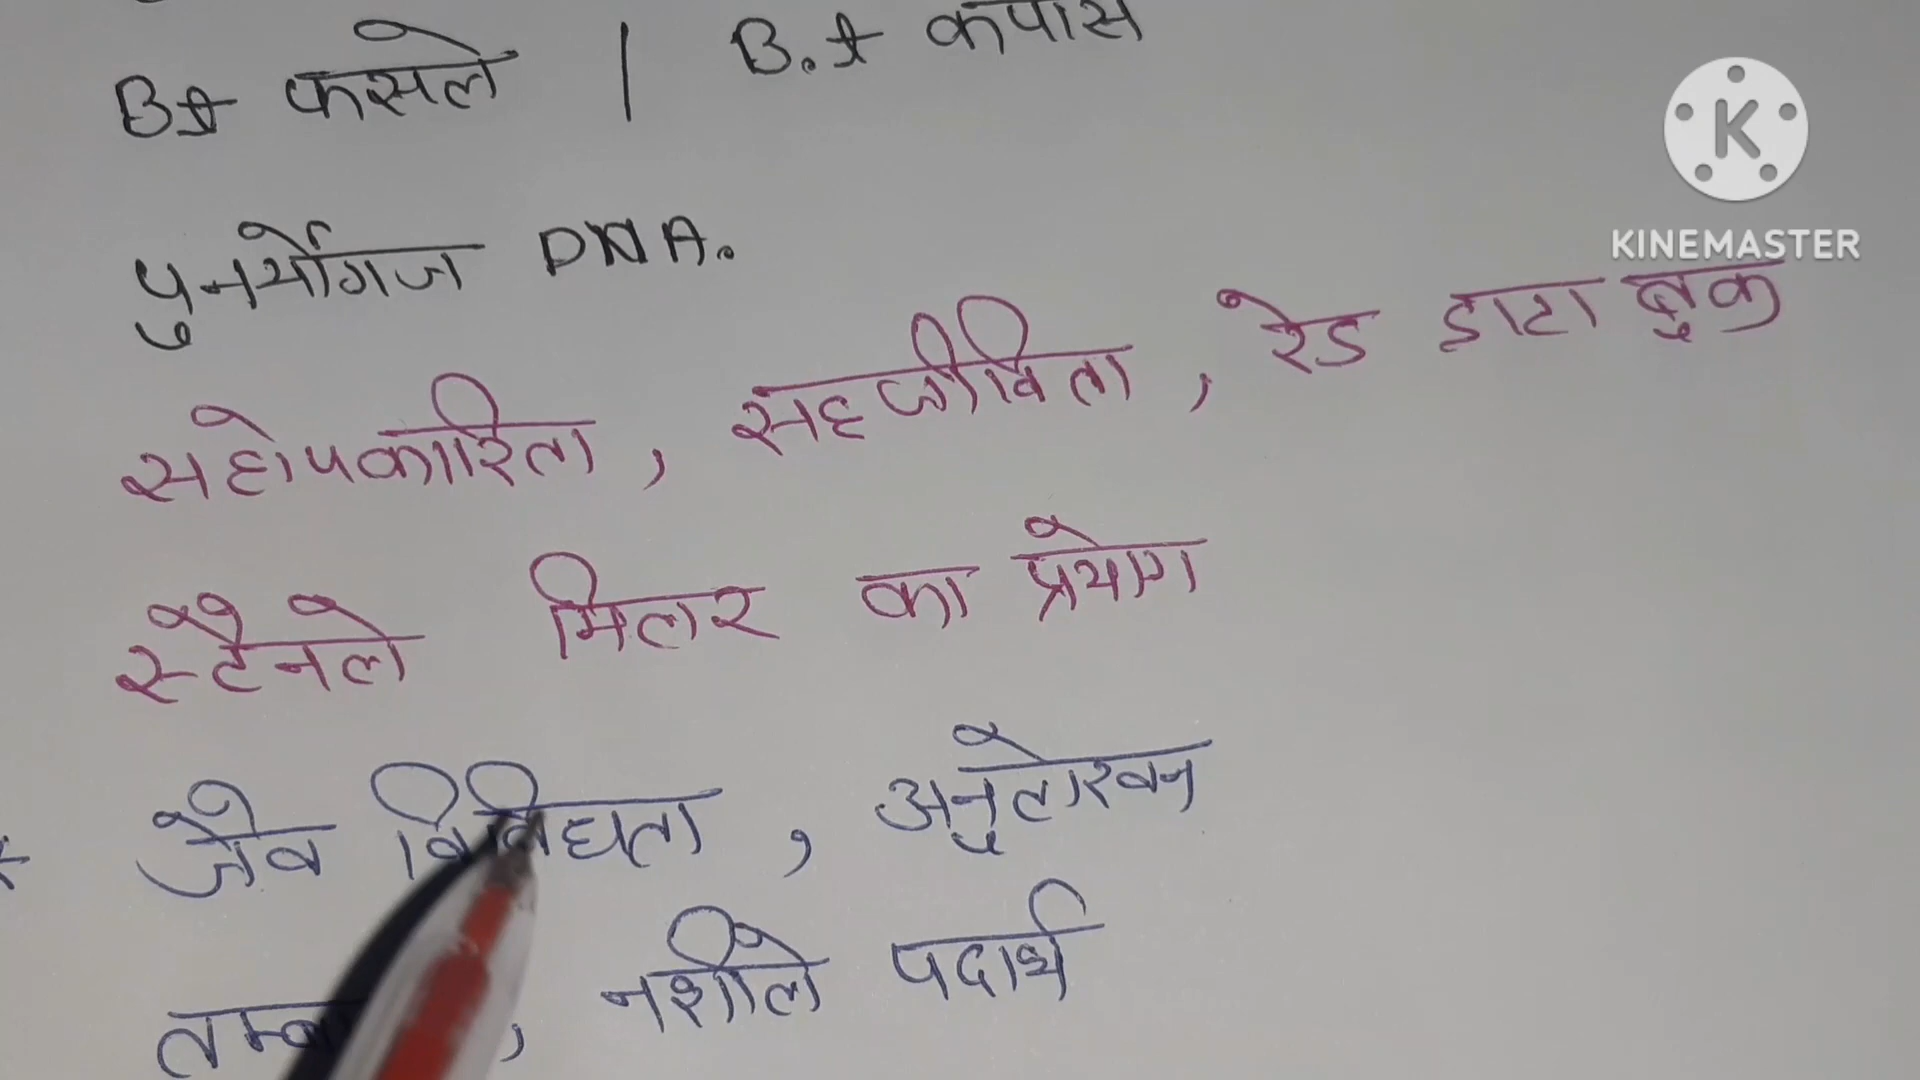 Bt फसले | B.t कपास
पुनर्योगज DNA.
सहोपकारिता , सहजीविता , रेड डाटा बुक
स्टैनले मिलर का प्रयोग
जैव विविधता , अनुलेखन
, नशीले पदार्थ
K
KINEMASTER